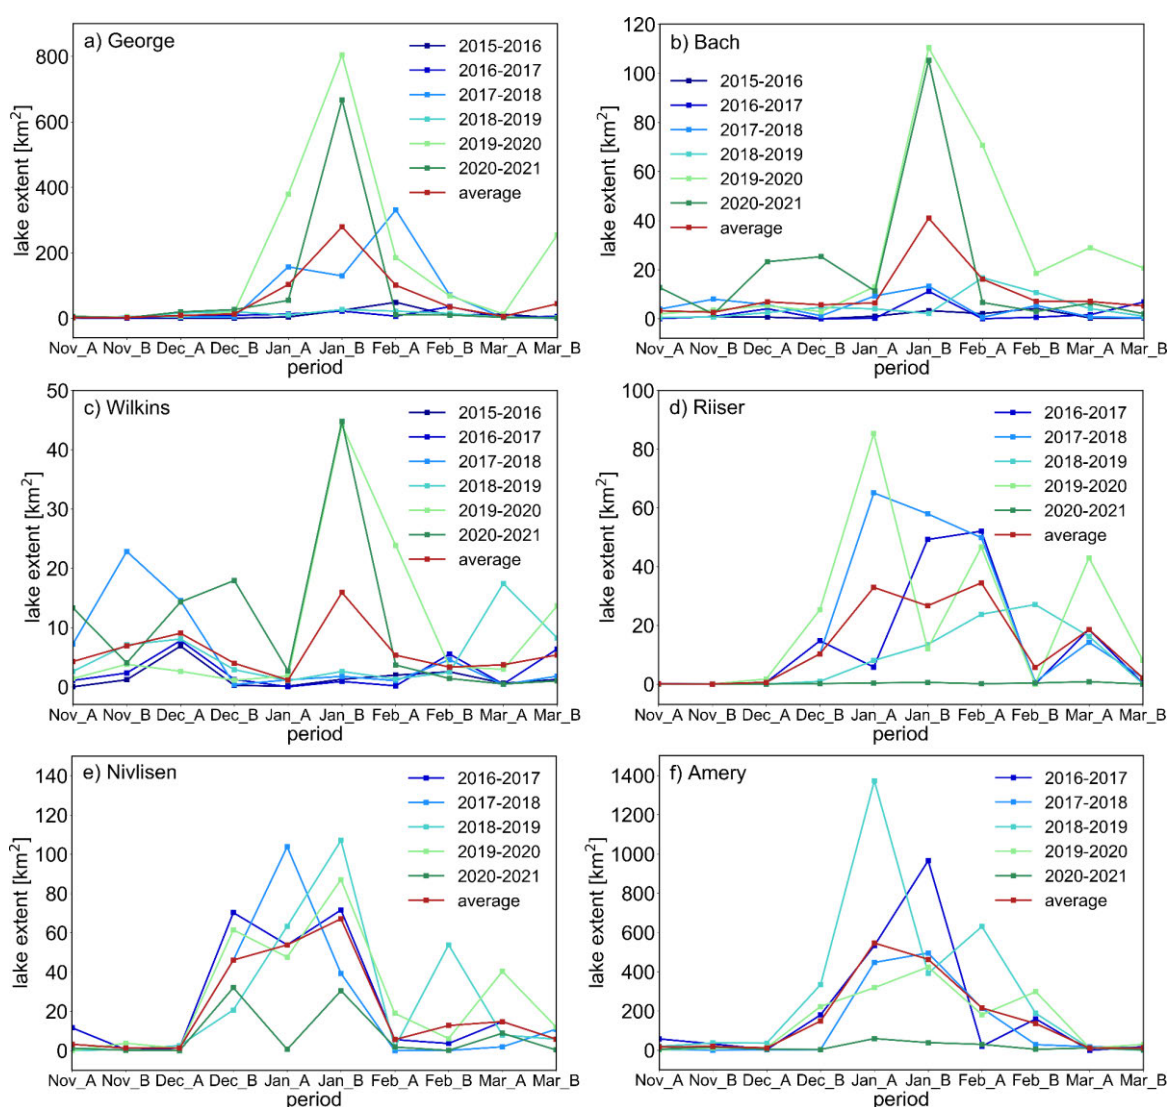 a) George
2015-2016
2016-2017
2017-2018
2018-2019
2019-2020
2020-2021
average
800
600
400
200
0
lake extent [km²]
Nov_A Nov_B Dec_A Dec_B Jan_A Jan_B Feb_A Feb_B Mar_A Mar_B
period
b) Bach
2015-2016
2016-2017
2017-2018
2018-2019
2019-2020
2020-2021
average
120
100
80
60
40
20
0
lake extent [km²]
Nov_A Nov_B Dec_A Dec_B Jan_A Jan_B Feb_A Feb_B Mar_A Mar_B
period
c) Wilkins
2015-2016
2016-2017
2017-2018
2018-2019
2019-2020
2020-2021
average
50
40
30
20
10
0
lake extent [km²]
Nov_A Nov_B Dec_A Dec_B Jan_A Jan_B Feb_A Feb_B Mar_A Mar_B
period
d) Riiser
2016-2017
2017-2018
2018-2019
2019-2020
2020-2021
average
100
80
60
40
20
0
lake extent [km²]
Nov_A Nov_B Dec_A Dec_B Jan_A Jan_B Feb_A Feb_B Mar_A Mar_B
period
e) Nivlisen
2016-2017
2017-2018
2018-2019
2019-2020
2020-2021
average
140
120
100
80
60
40
20
0
lake extent [km²]
Nov_A Nov_B Dec_A Dec_B Jan_A Jan_B Feb_A Feb_B Mar_A Mar_B
period
f) Amery
2016-2017
2017-2018
2018-2019
2019-2020
2020-2021
average
1400
1200
1000
800
600
400
200
0
lake extent [km²]
Nov_A Nov_B Dec_A Dec_B Jan_A Jan_B Feb_A Feb_B Mar_A Mar_B
period